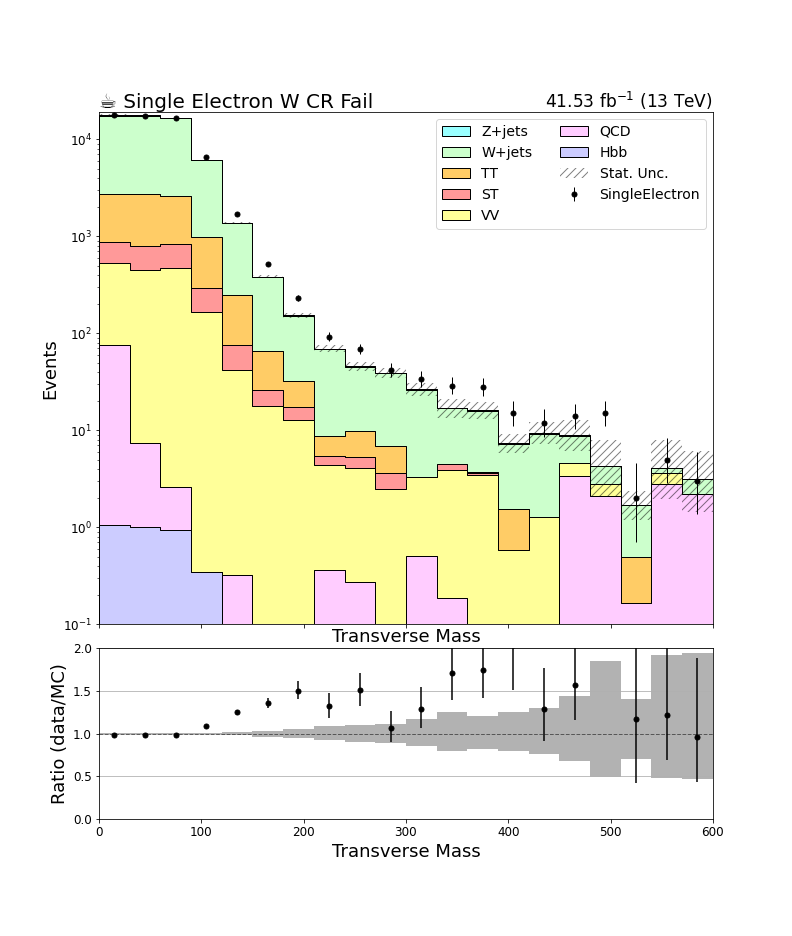 ☕ Single Electron W CR Fail 41.53 fb⁻¹ (13 TeV)
Z+jets QCD
W+jets Hbb
TT Stat. Unc.
ST SingleElectron
VV
Events
10⁴
10³
10²
10¹
10⁰
10⁻¹
Transverse Mass
Ratio (data/MC)
2.0
1.5
1.0
0.5
0.0
0 100 200 300 400 500 600
Transverse Mass